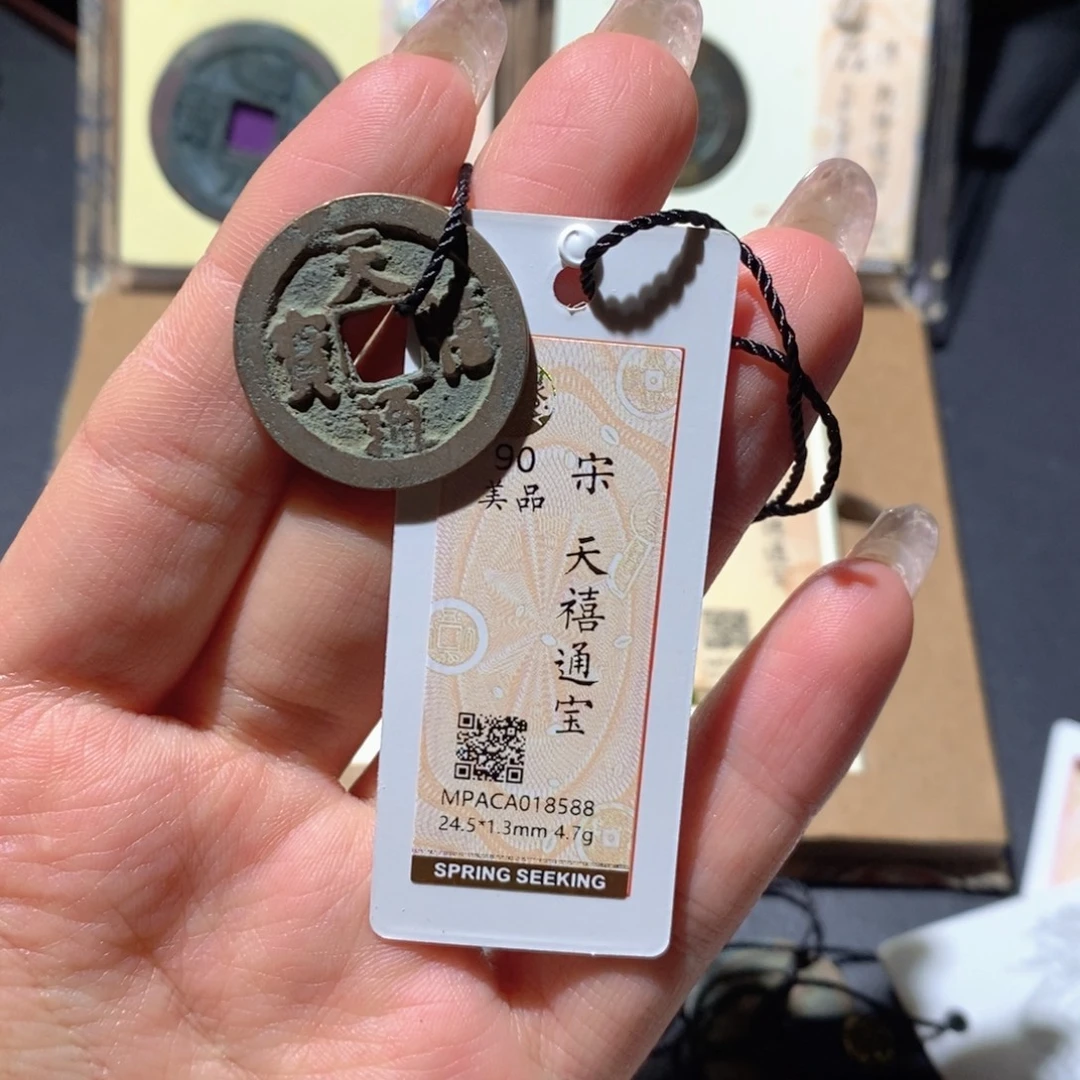 天禧通寳
90
美品
宋
天禧通宝
MPACA018588
24.5*1.3mm 4.7g
SPRING SEEKING